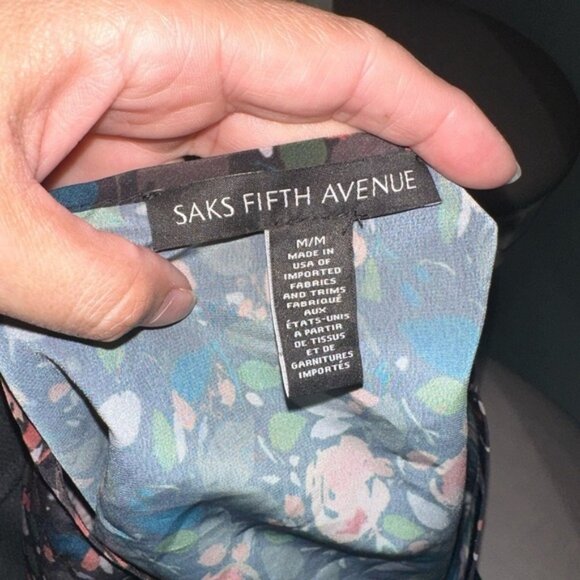 SAKS FIFTH AVENUE
M/M
MADE IN
USA OF
IMPORTED
FABRICS
AND TRIMS
FABRIQUÉ
AUX
ÉTATS-UNIS
A PARTIR
DE TISSUS
ET DE
GARNITURES
IMPORTÉS